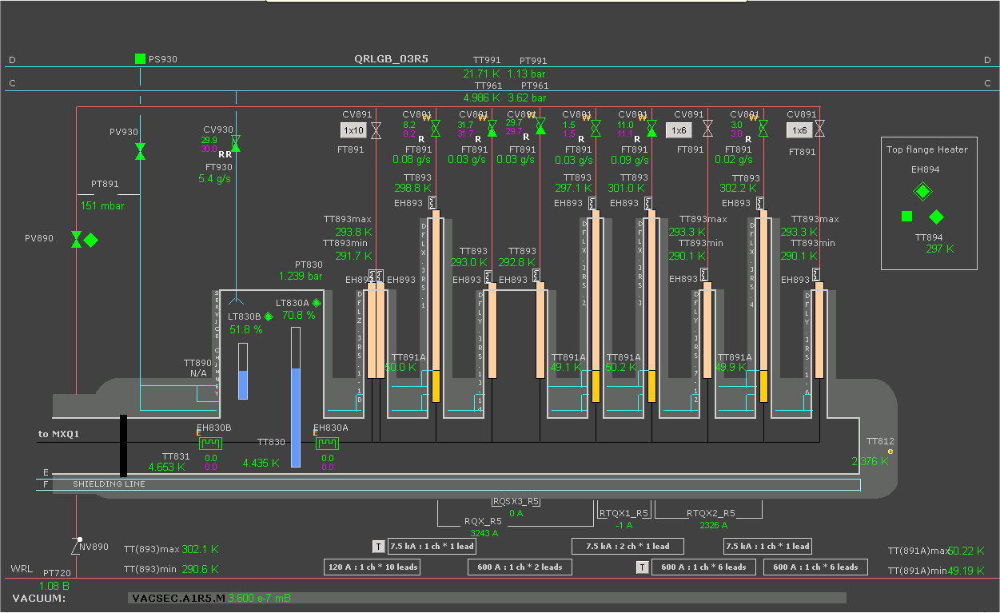 D
PS930
QRLGB_03R5
TT991
PT991
D
21.71 K
1.13 bar
C
TT961
PT961
C
4.986 K
3.62 bar
PV930
CV930
29.9
30.0
RR
FT930
5.4 g/s
CV891
1x10
FT891
CV891
W
8.2
8.2
R
FT891
0.08 g/s
CV891
W
31.7
31.7
R
FT891
0.03 g/s
CV891
W
29.7
29.7
R
FT891
0.03 g/s
CV891
W
1.5
1.5
R
FT891
0.03 g/s
CV891
W
11.0
11.1
R
FT891
0.09 g/s
CV891
1x6
FT891
CV891
W
3.0
3.0
R
FT891
0.02 g/s
CV891
1x6
FT891
Top flange Heater
EH894
TT894
297 K
PT891
151 mbar
PV890
TT893
298.8 K
EH893
TT893
297.1 K
EH893
TT893
301.0 K
EH893
TT893
302.2 K
EH893
TT893max
293.8 K
TT893min
291.7 K
TT893max
293.3 K
TT893min
290.1 K
TT893max
293.3 K
TT893min
290.1 K
TT893
293.0 K
TT893
292.8 K
PT830
1.239 bar
EH893
EH893
EH893
EH893
EH893
EH893
LT830A
70.8 %
LT830B
51.8 %
SERVICE CHIMNEY
TT890
N/A
TT891A
50.0 K
TT891A
49.1 K
TT891A
50.2 K
TT891A
49.9 K
to MXQ1
EH830B
E
0.0
0.0
EH830A
E
0.0
0.0
TT831
4.653 K
TT830
4.435 K
TT812
e
2.376 K
E
F
SHIELDING LINE
RQSX3_R5
0 A
RQX_R5
3243 A
RTQX1_R5
-1 A
RTQX2_R5
2326 A
NV890
TT(893)max 302.1 K
TT(893)min 290.6 K
T
7.5 kA : 1 ch * 1 lead
7.5 kA : 2 ch * 1 lead
7.5 kA : 1 ch * 1 lead
120 A : 1 ch * 10 leads
600 A : 1 ch * 2 leads
T
600 A : 1 ch * 6 leads
600 A : 1 ch * 6 leads
TT(891A)max 50.22 K
TT(891A)min 49.19 K
WRL
PT720
1.08 B
VACUUM:
VACSEC.A1R5.M 3.600 e-7 mB